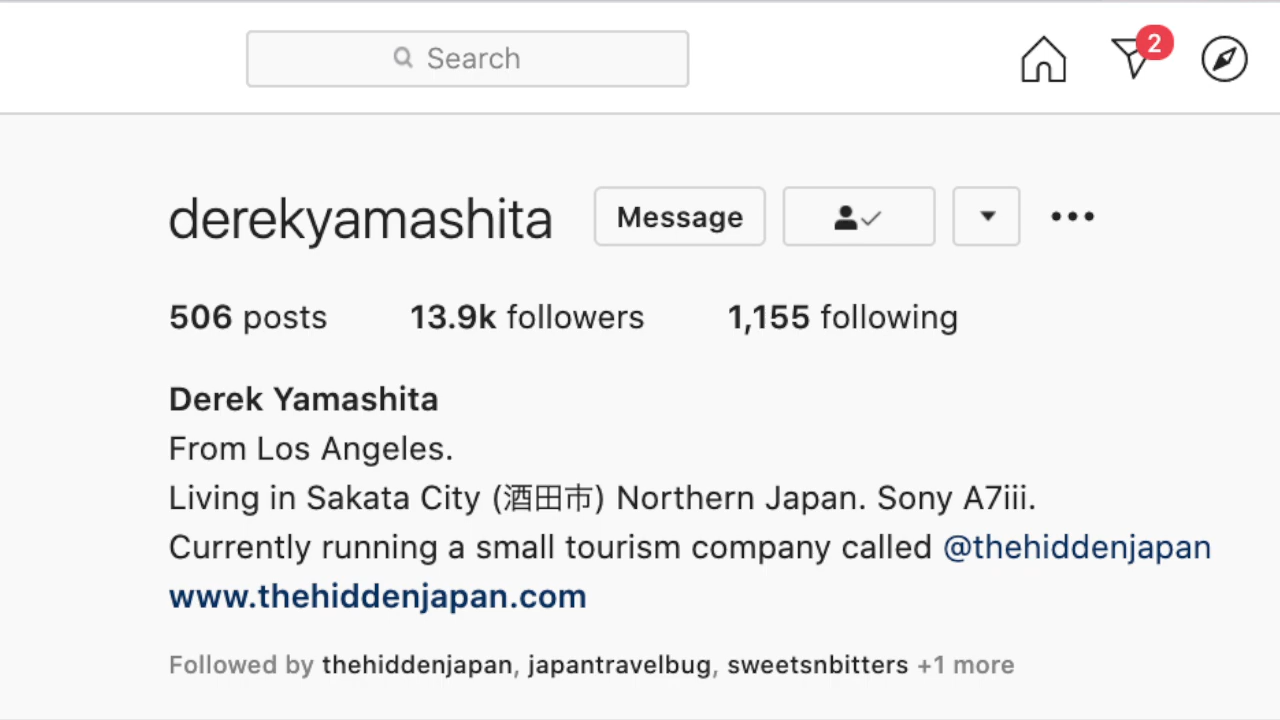 Search
2
derekyamashita Message
506 posts 13.9k followers 1,155 following
Derek Yamashita
From Los Angeles.
Living in Sakata City (酒田市) Northern Japan. Sony A7iii.
Currently running a small tourism company called @thehiddenjapan
www.thehiddenjapan.com
Followed by thehiddenjapan, japantravelbug, sweetsnbitters +1 more